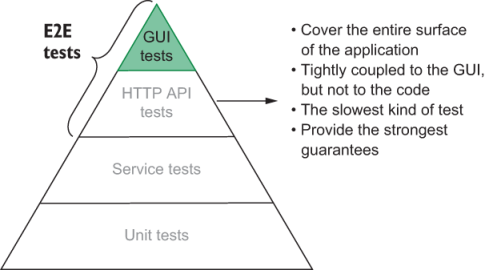 E2E
tests
GUI
tests
HTTP API
tests
Service tests
Unit tests
• Cover the entire surface
of the application
• Tightly coupled to the GUI,
but not to the code
• The slowest kind of test
• Provide the strongest
guarantees